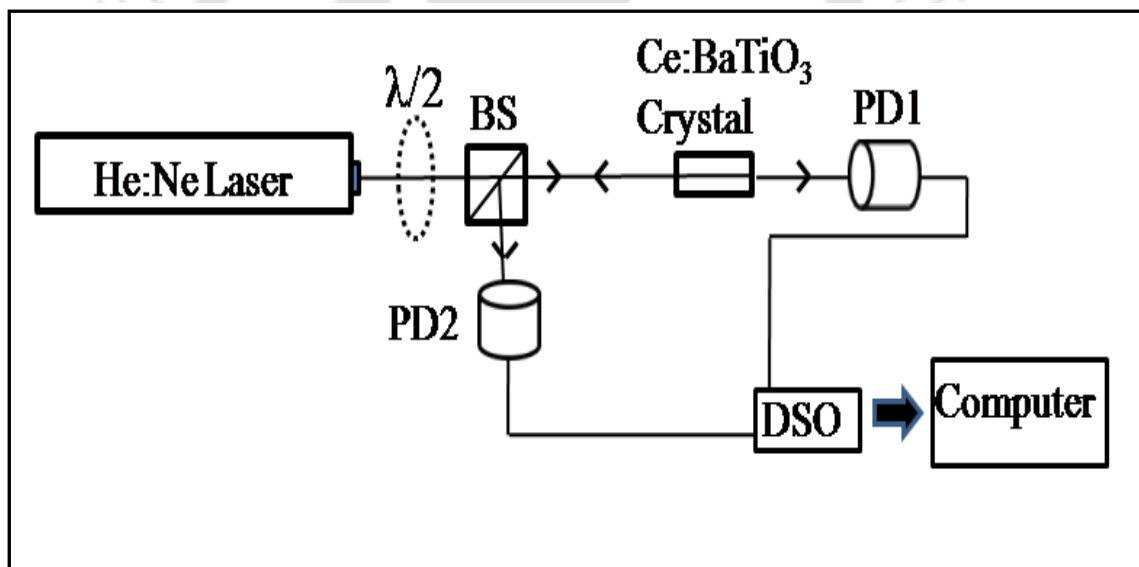 He:Ne Laser
λ/2
BS
Ce:BaTiO₃
Crystal
PD1
PD2
DSO
Computer